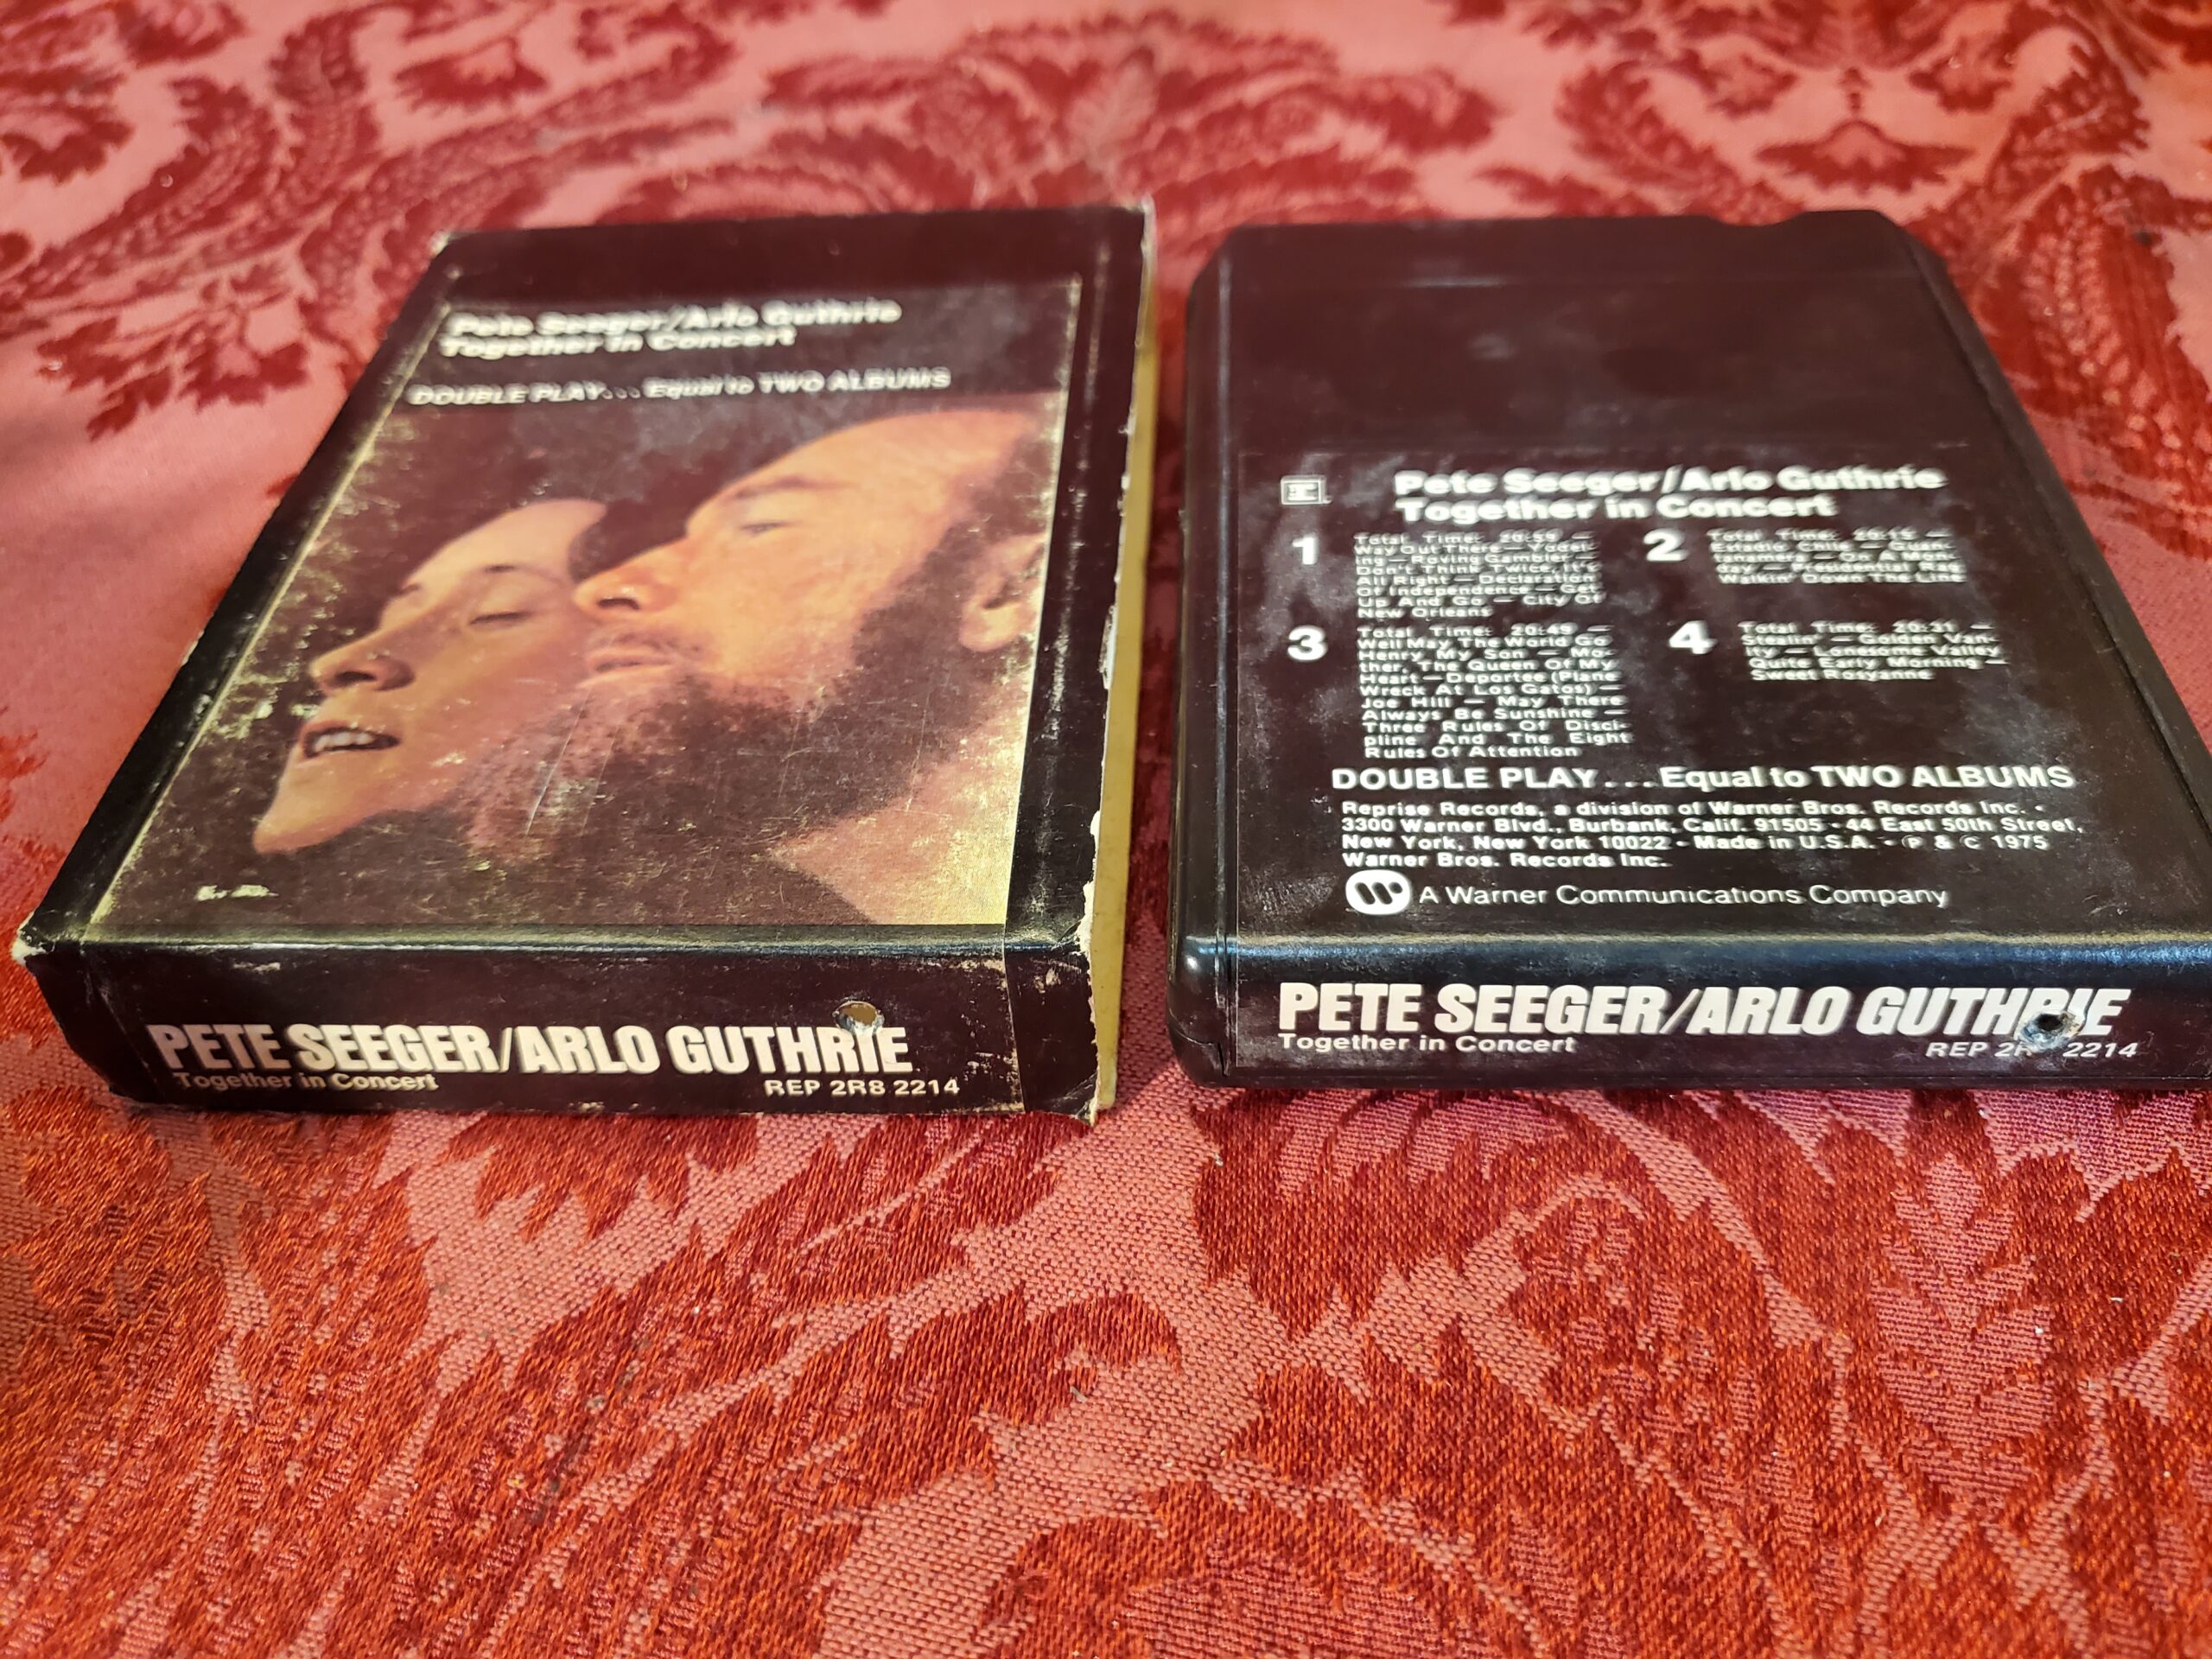 Pete Seeger/Arlo Guthrie
Together in Concert
DOUBLE PLAY... Equal to TWO ALBUMS
PETE SEEGER/ARLO GUTHRIE
Together in Concert
REP 2R8 2214
Pete Seeger/Arlo Guthrie
Together in Concert
1
Total Time: 20:59 –
Way Out There – Yodel-
ing – Roving Gambler –
Don't Think Twice, It's
All Right – Declaration
Of Independence – Get
Up And Go – City Of
New Orleans
2
Total Time: 20:15 –
Estadio Chile – Guan-
tanamera – On A Mon-
day – Presidential Rag
Walkin' Down The Line
3
Total Time: 20:49 –
Well May The World Go
Henry My Son – Mo-
ther, The Queen Of My
Heart – Deportee (Plane
Wreck At Los Gatos) –
Joe Hill – May There
Always Be Sunshine –
Three Rules Of Disci-
pline And The Eight
Rules Of Attention
4
Total Time: 20:31 –
Stealin' – Golden Van-
ity – Lonesome Valley
Quite Early Morning –
Sweet Rosyanne
DOUBLE PLAY... Equal to TWO ALBUMS
Reprise Records, a division of Warner Bros. Records Inc. •
3300 Warner Blvd., Burbank, Calif. 91505 • 44 East 50th Street,
New York, New York 10022 • Made in U.S.A. • ℗ & © 1975
Warner Bros. Records Inc.
A Warner Communications Company
PETE SEEGER/ARLO GUTHRIE
Together in Concert
REP 2214